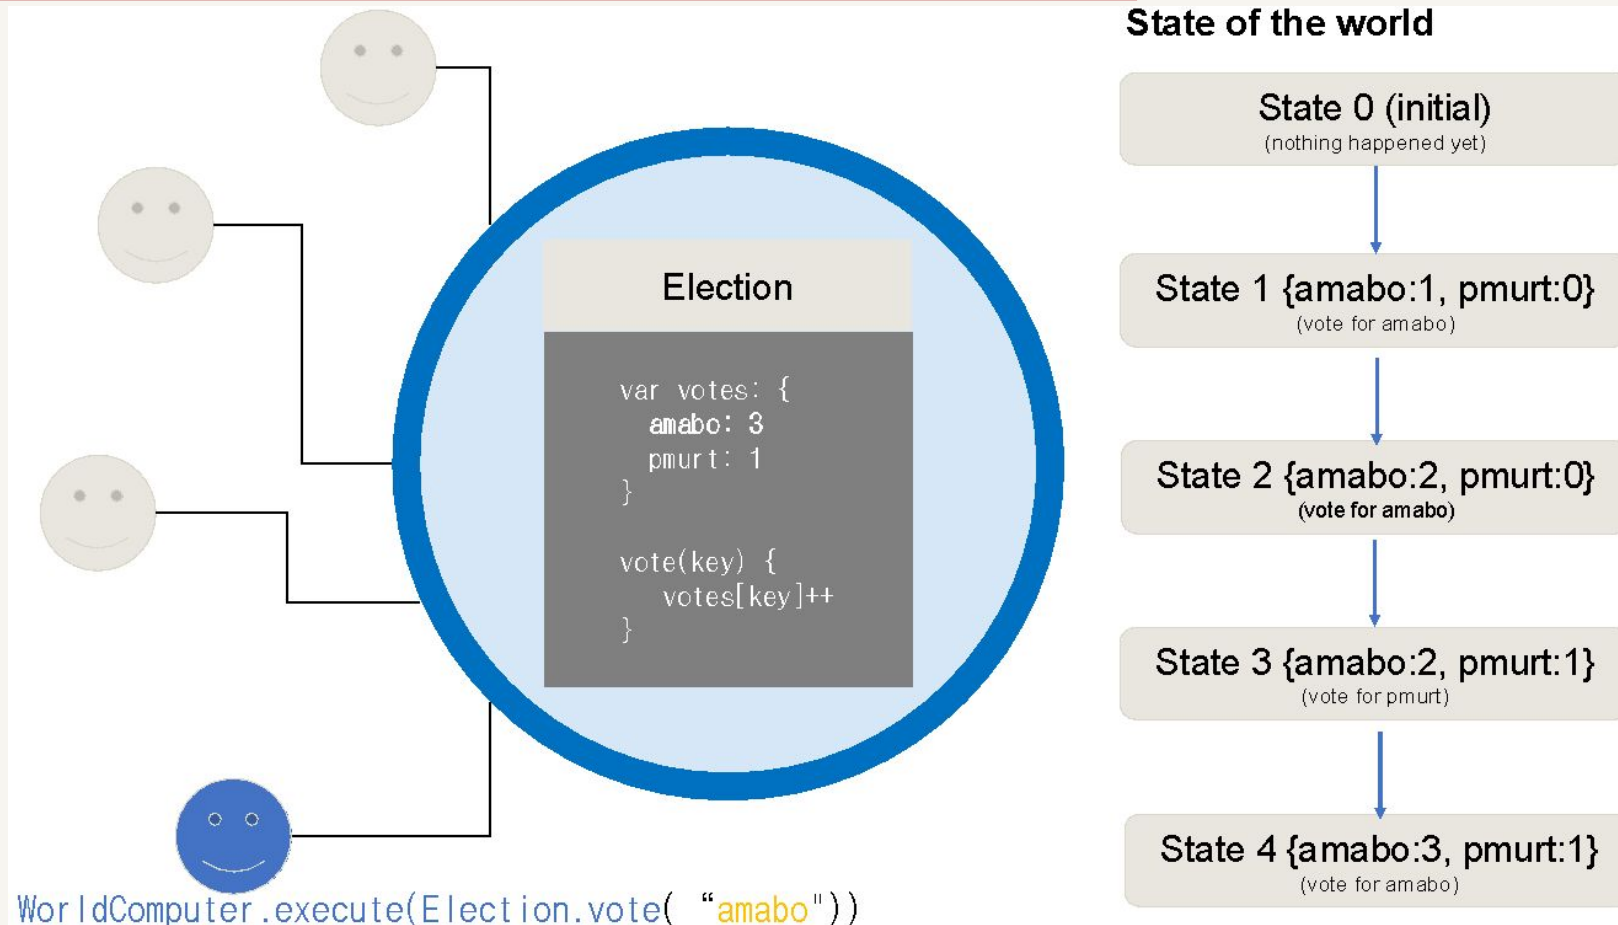 State of the world
State 0 (initial)
(nothing happened yet)
State 1 {amabo:1, pmurt:0}
(vote for amabo)
State 2 {amabo:2, pmurt:0}
(vote for amabo)
State 3 {amabo:2, pmurt:1}
(vote for pmurt)
State 4 {amabo:3, pmurt:1}
(vote for amabo)
Election
var votes: {
amabo: 3
pmurt: 1
}
vote(key) {
votes[key]++
}
WorldComputer.execute(Election.vote( “amabo"))